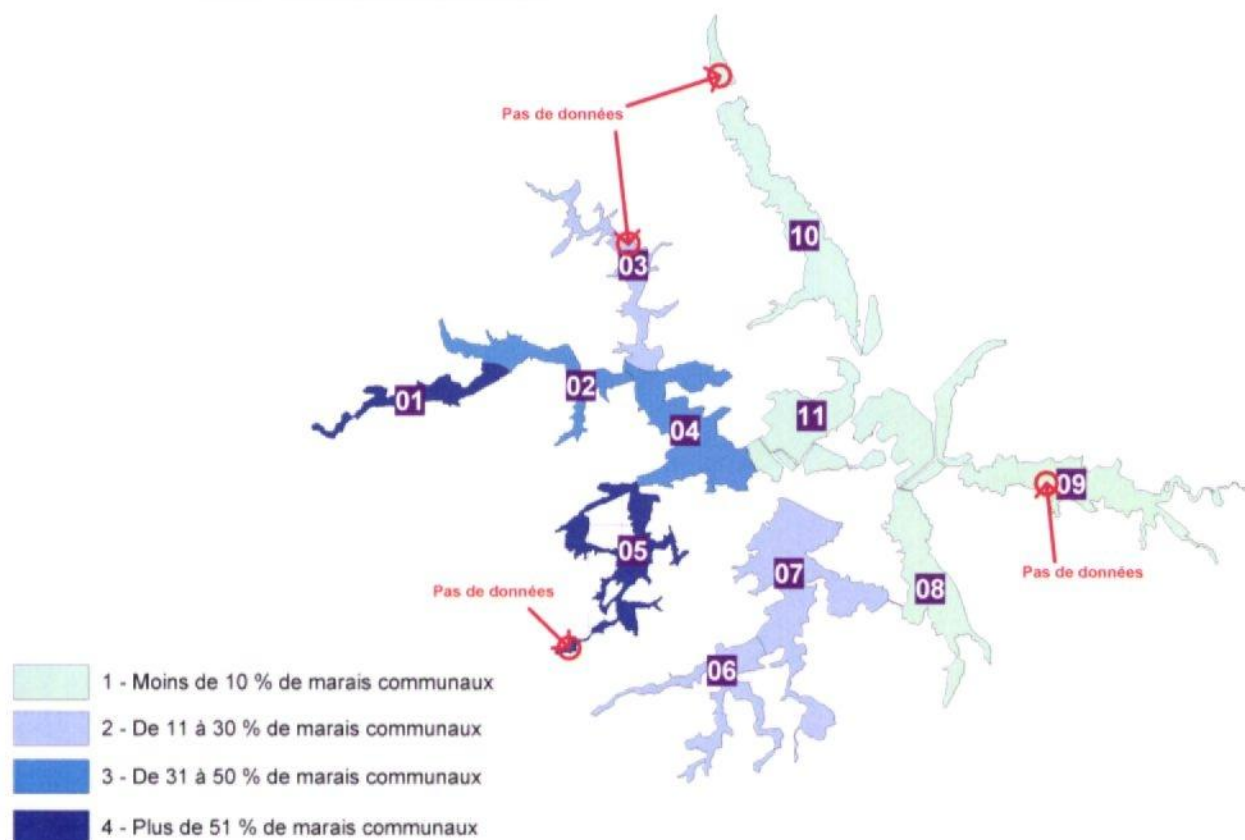 Pas de données
10
03
02
01
04
11
09
05
Pas de données
07
08
Pas de données
06
1 - Moins de 10 % de marais communaux
2 - De 11 à 30 % de marais communaux
3 - De 31 à 50 % de marais communaux
4 - Plus de 51 % de marais communaux